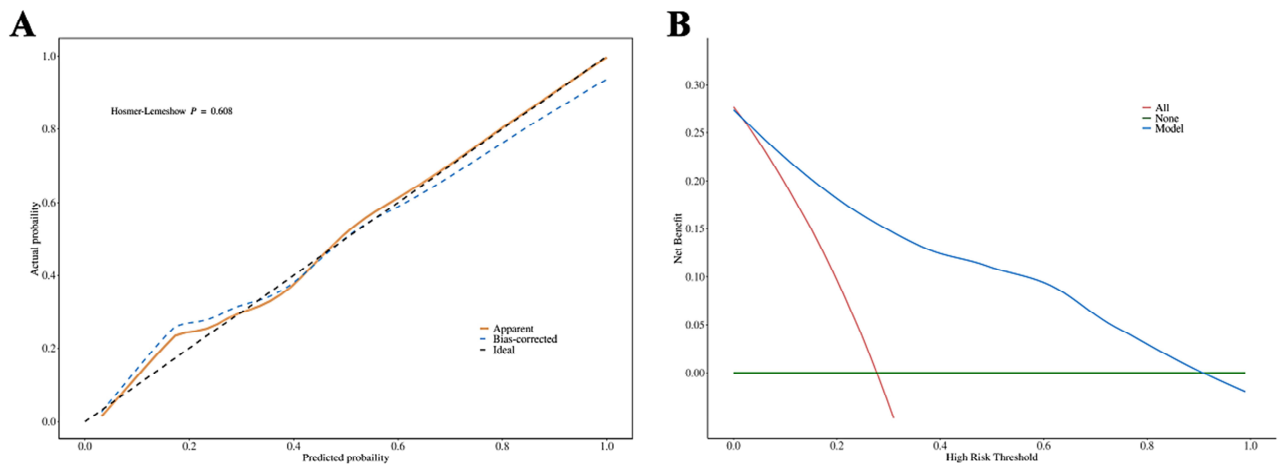 A
1.0
0.8
0.6
0.4
0.2
0.0
Actual probaility
Hosmer-Lemeshow P = 0.608
Apparent
Bias-corrected
Ideal
0.0 0.2 0.4 0.6 0.8 1.0
Predicted probaility
B
0.30
0.25
0.20
0.15
0.10
0.05
0.00
Net Benefit
All
None
Model
0.0 0.2 0.4 0.6 0.8 1.0
High Risk Threshold